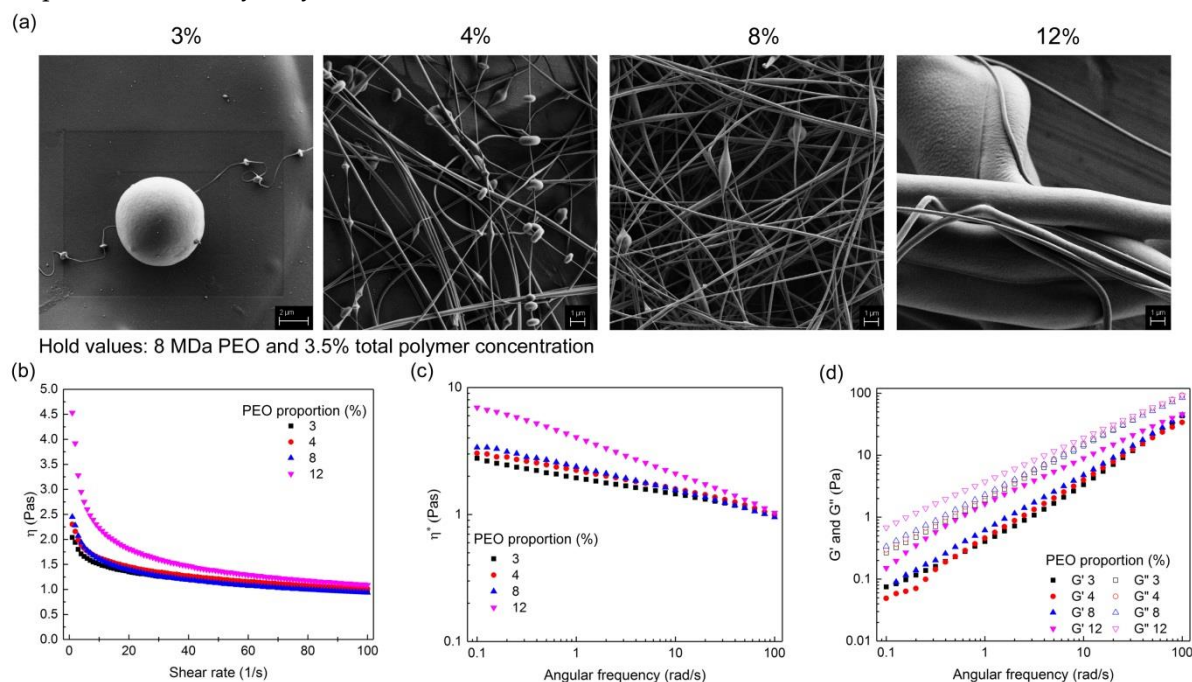 (a)
3% 4% 8% 12%
2 µm 1 µm 1 µm 1 µm
Hold values: 8 MDa PEO and 3.5% total polymer concentration
(b) (c) (d)
5.0
4.5
4.0
3.5
3.0
2.5
2.0
1.5
1.0
0.5
0.0
η (Pas)
PEO proportion (%)
3
4
8
12
0 20 40 60 80 100
Shear rate (1/s)
10
1
0.1
η* (Pas)
PEO proportion (%)
3
4
8
12
0.1 1 10 100
Angular frequency (rad/s)
100
10
1
0.1
0.01
G' and G'' (Pa)
PEO proportion (%)
G' 3 G'' 3
G' 4 G'' 4
G' 8 G'' 8
G' 12 G'' 12
0.1 1 10 100
Angular frequency (rad/s)